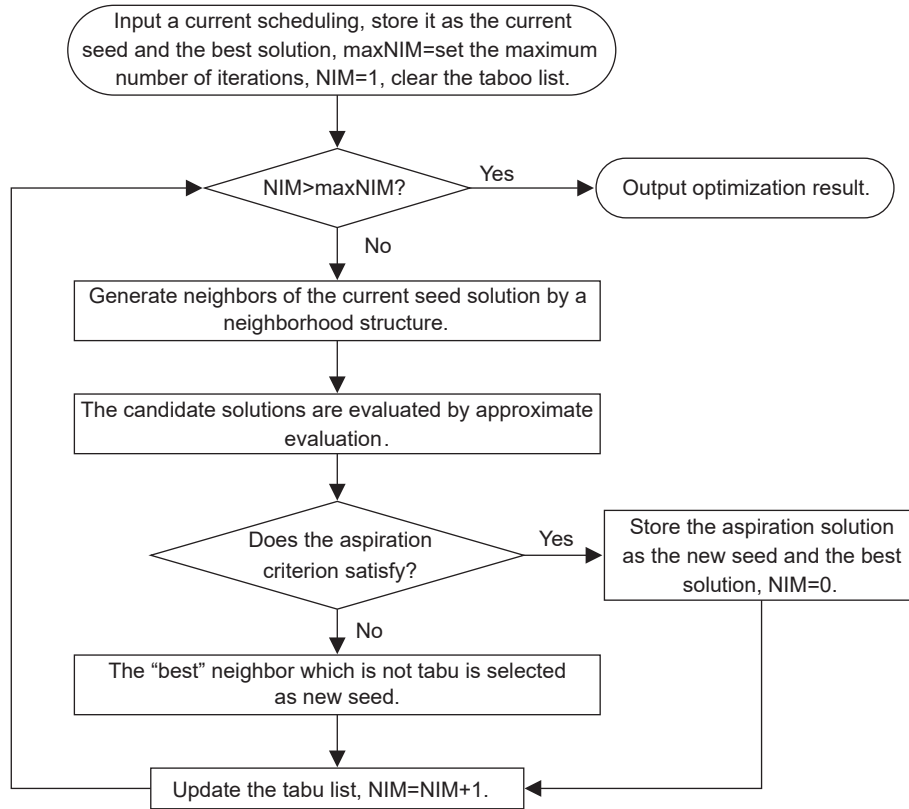 Input a current scheduling, store it as the current
seed and the best solution, maxNIM=set the maximum
number of iterations, NIM=1, clear the taboo list.
NIM>maxNIM?
Yes
Output optimization result.
No
Generate neighbors of the current seed solution by a
neighborhood structure.
The candidate solutions are evaluated by approximate
evaluation.
Does the aspiration
criterion satisfy?
Yes
Store the aspiration solution
as the new seed and the best
solution, NIM=0.
No
The “best” neighbor which is not tabu is selected
as new seed.
Update the tabu list, NIM=NIM+1.